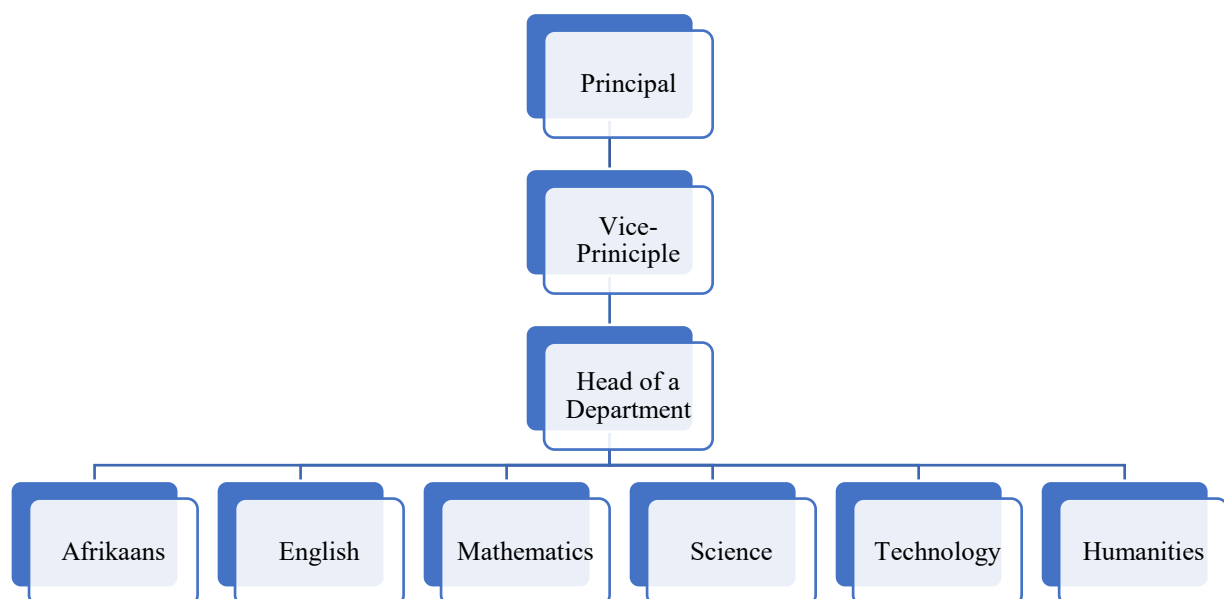 Principal
Vice-
Priniciple
Head of a
Department
Afrikaans
English
Mathematics
Science
Technology
Humanities